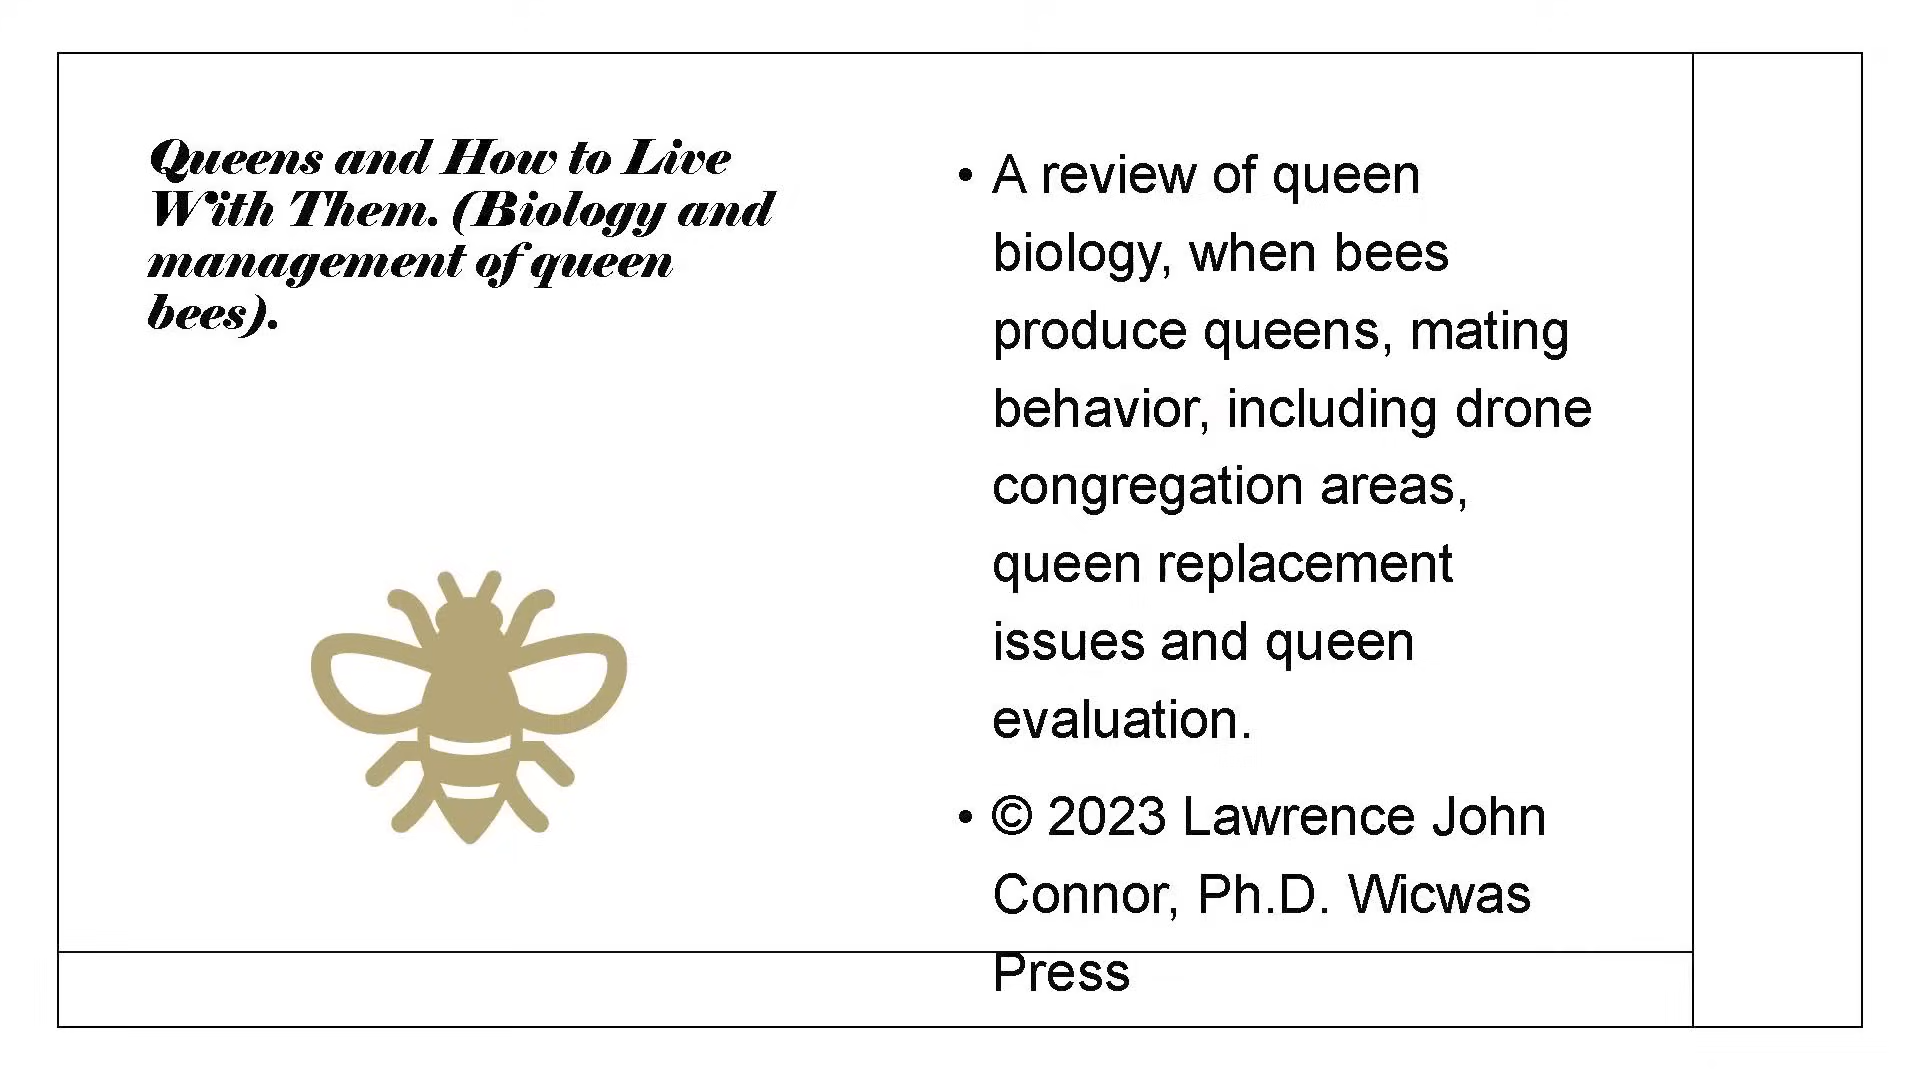 Queens and How to Live
With Them. (Biology and
management of queen
bees).
• A review of queen
biology, when bees
produce queens, mating
behavior, including drone
congregation areas,
queen replacement
issues and queen
evaluation.
• © 2023 Lawrence John
Connor, Ph.D. Wicwas
Press